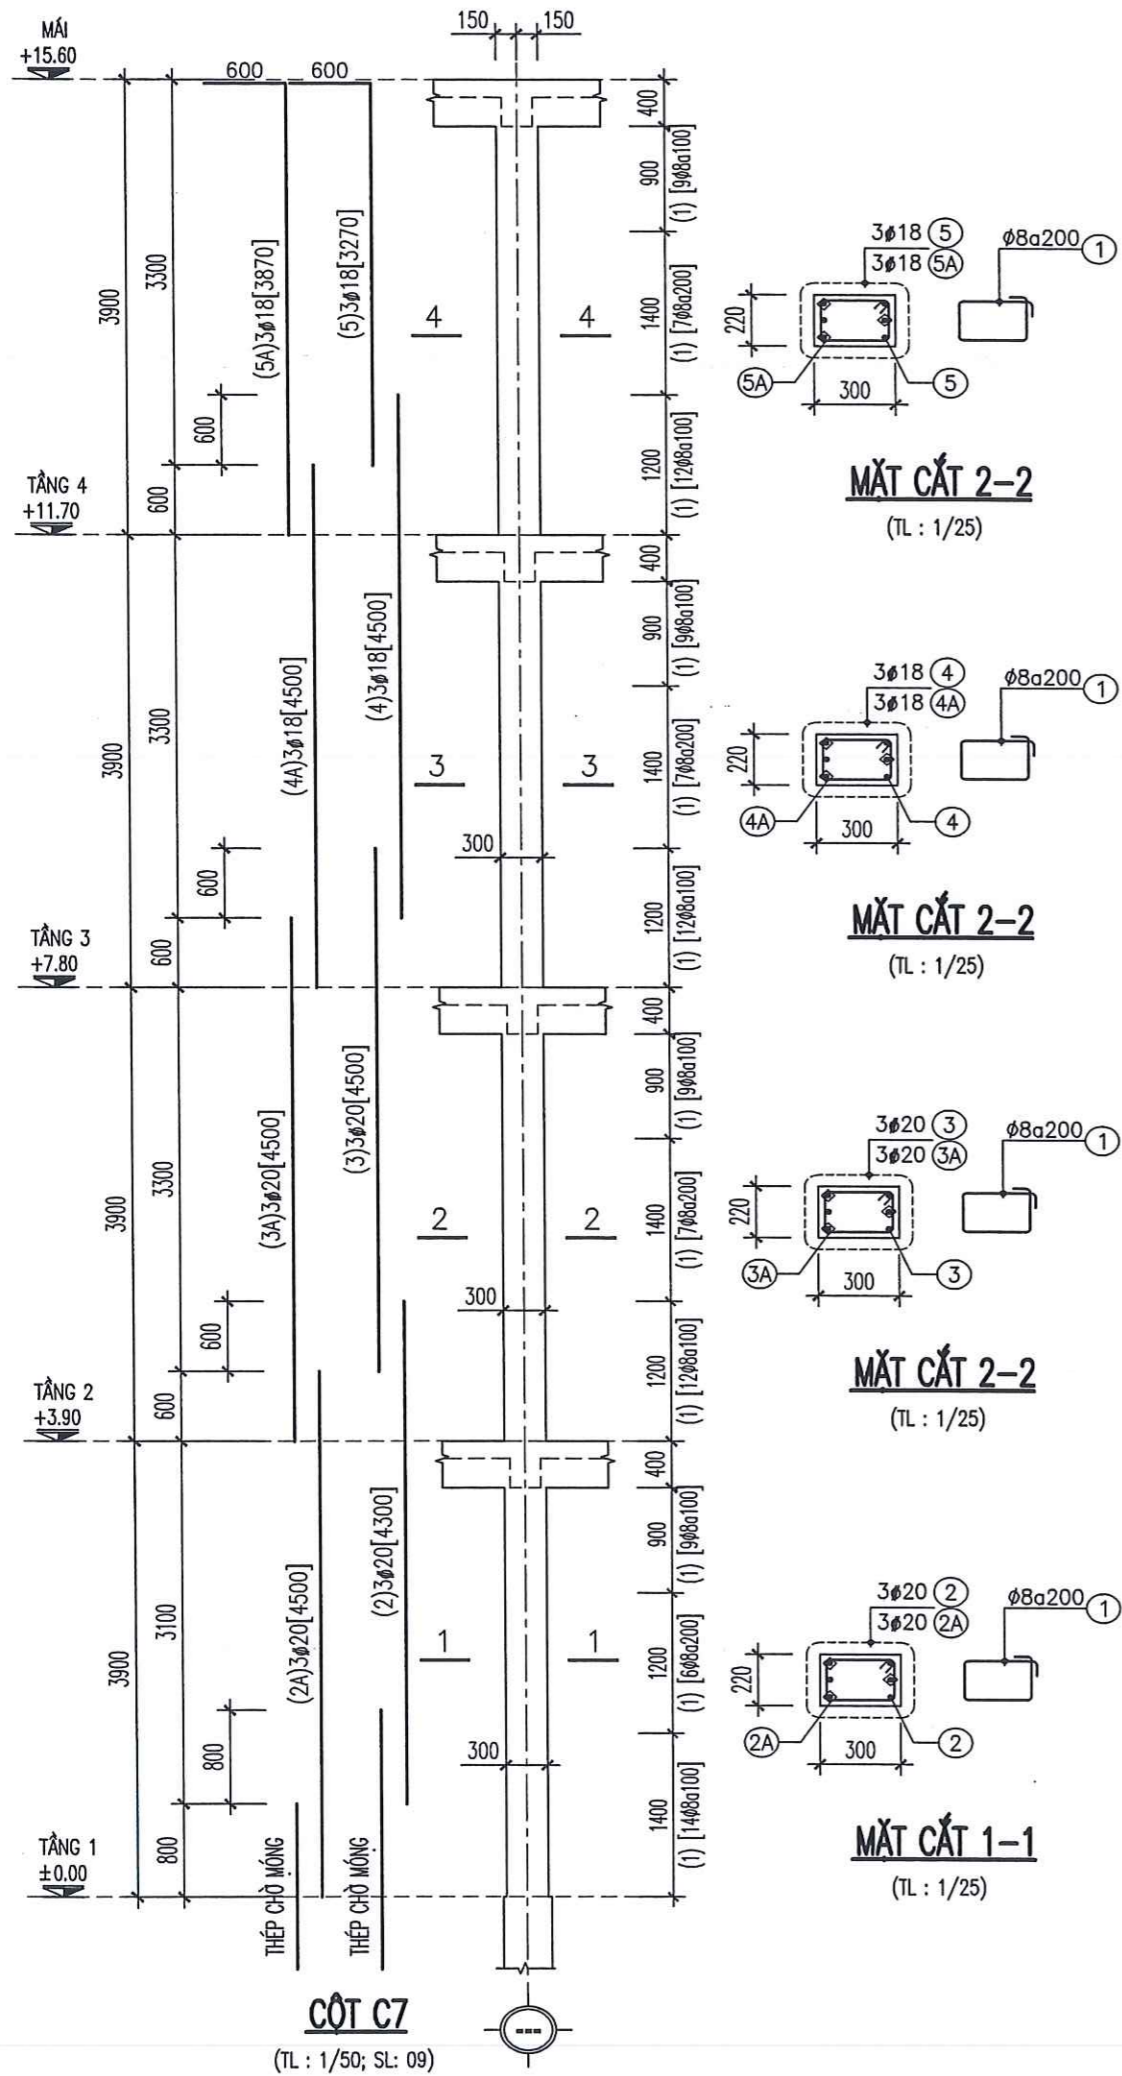 150 150
MÁI
+15.60
600 600
400
900
(1) [9ø8a100]
3900
3300
(5A)3ø18[3870]
(5)3ø18[3270]
4 4
1400
(1) [7ø8a200]
600
1200
(1) [12ø8a100]
600
TẦNG 4
+11.70
3ø18 5
3ø18 5A
ø8a200 1
220
5A 5
300
MẶT CẮT 2-2
(TL : 1/25)
400
900
(1) [9ø8a100]
3900
3300
(4A)3ø18[4500]
(4)3ø18[4500]
3 3
1400
(1) [7ø8a200]
300
600
1200
(1) [12ø8a100]
600
TẦNG 3
+7.80
3ø18 4
3ø18 4A
ø8a200 1
220
4A 4
300
MẶT CẮT 2-2
(TL : 1/25)
400
900
(1) [9ø8a100]
3900
3300
(3A)3ø20[4500]
(3)3ø20[4500]
2 2
1400
(1) [7ø8a200]
300
600
1200
(1) [12ø8a100]
600
TẦNG 2
+3.90
3ø20 3
3ø20 3A
ø8a200 1
220
3A 3
300
MẶT CẮT 2-2
(TL : 1/25)
400
900
(1) [9ø8a100]
3900
3100
(2A)3ø20[4500]
(2)3ø20[4300]
1 1
1200
(1) [6ø8a200]
300
800
1400
(1) [14ø8a100]
800
TẦNG 1
±0.00
THÉP CHỜ MÓNG
THÉP CHỜ MÓNG
3ø20 2
3ø20 2A
ø8a200 1
220
2A 2
300
MẶT CẮT 1-1
(TL : 1/25)
CỘT C7
(TL : 1/50; SL: 09)
---